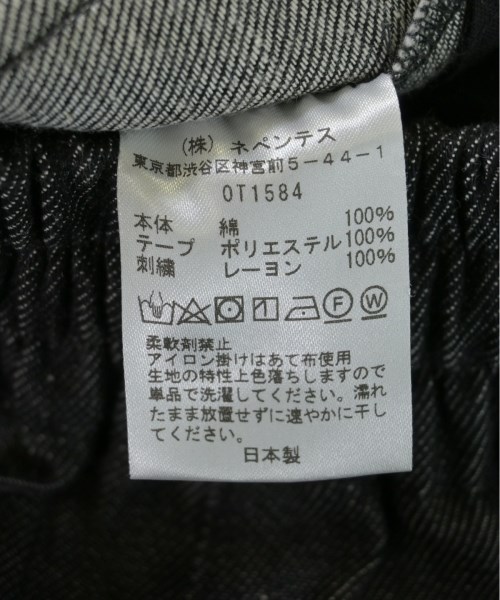 (株) ネペンテス
東京都渋谷区神宮前5-44-1
OT1584
本体 綿 100%
テープ ポリエステル 100%
刺繍 レーヨン 100%
F W
柔軟剤禁止
アイロン掛けはあて布使用
生地の特性上色落ちしますので
単品で洗濯してください。濡れ
たまま放置せずに速やかに干し
てください。
日本製